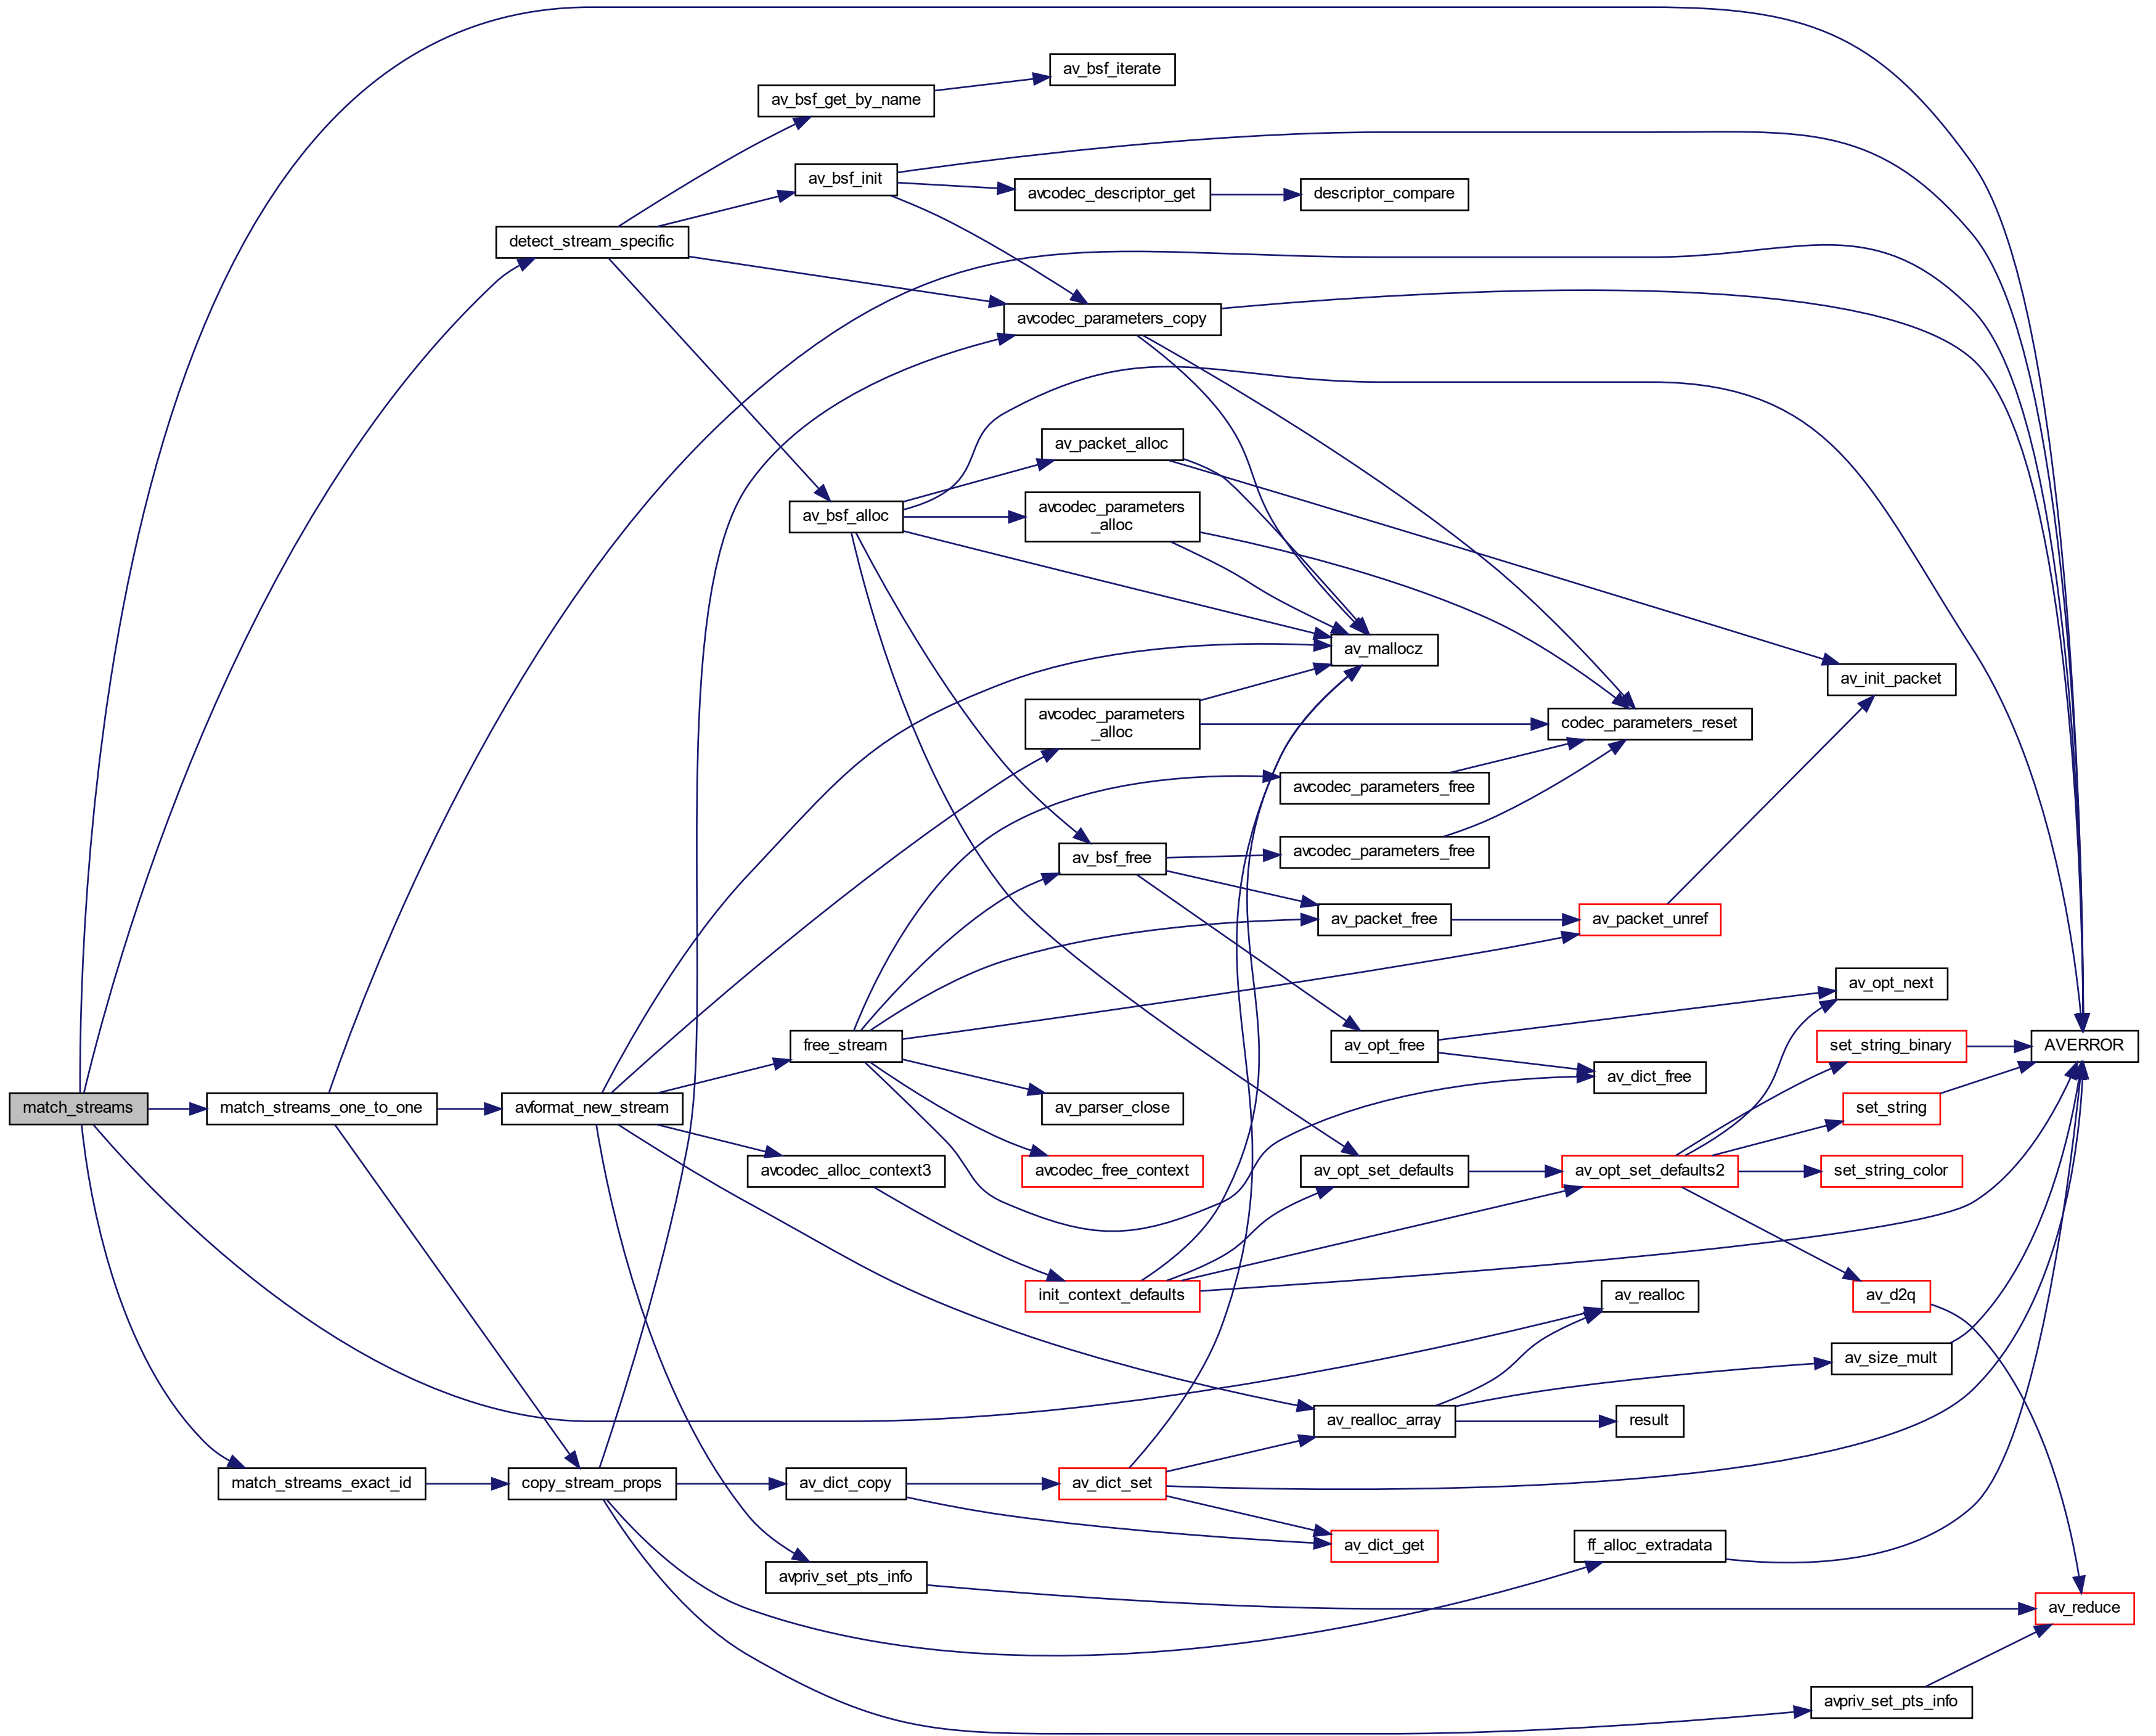 av_bsf_iterate
av_bsf_get_by_name
av_bsf_init
avcodec_descriptor_get
descriptor_compare
detect_stream_specific
avcodec_parameters_copy
av_packet_alloc
av_bsf_alloc
avcodec_parameters
_alloc
av_mallocz
av_init_packet
avcodec_parameters
_alloc
codec_parameters_reset
avcodec_parameters_free
avcodec_parameters_free
av_bsf_free
av_packet_free
av_packet_unref
av_opt_next
free_stream
av_opt_free
set_string_binary
AVERROR
av_dict_free
match_streams
match_streams_one_to_one
avformat_new_stream
av_parser_close
set_string
avcodec_alloc_context3
avcodec_free_context
av_opt_set_defaults
av_opt_set_defaults2
set_string_color
init_context_defaults
av_realloc
av_d2q
av_size_mult
av_realloc_array
result
match_streams_exact_id
copy_stream_props
av_dict_copy
av_dict_set
av_dict_get
ff_alloc_extradata
avpriv_set_pts_info
av_reduce
avpriv_set_pts_info